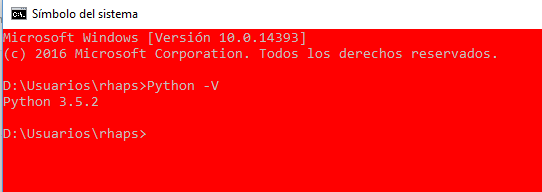 Símbolo del sistema
Microsoft Windows [Versión 10.0.14393]
(c) 2016 Microsoft Corporation. Todos los derechos reservados.
D:\Usuarios\rhaps>Python -V
Python 3.5.2
D:\Usuarios\rhaps>